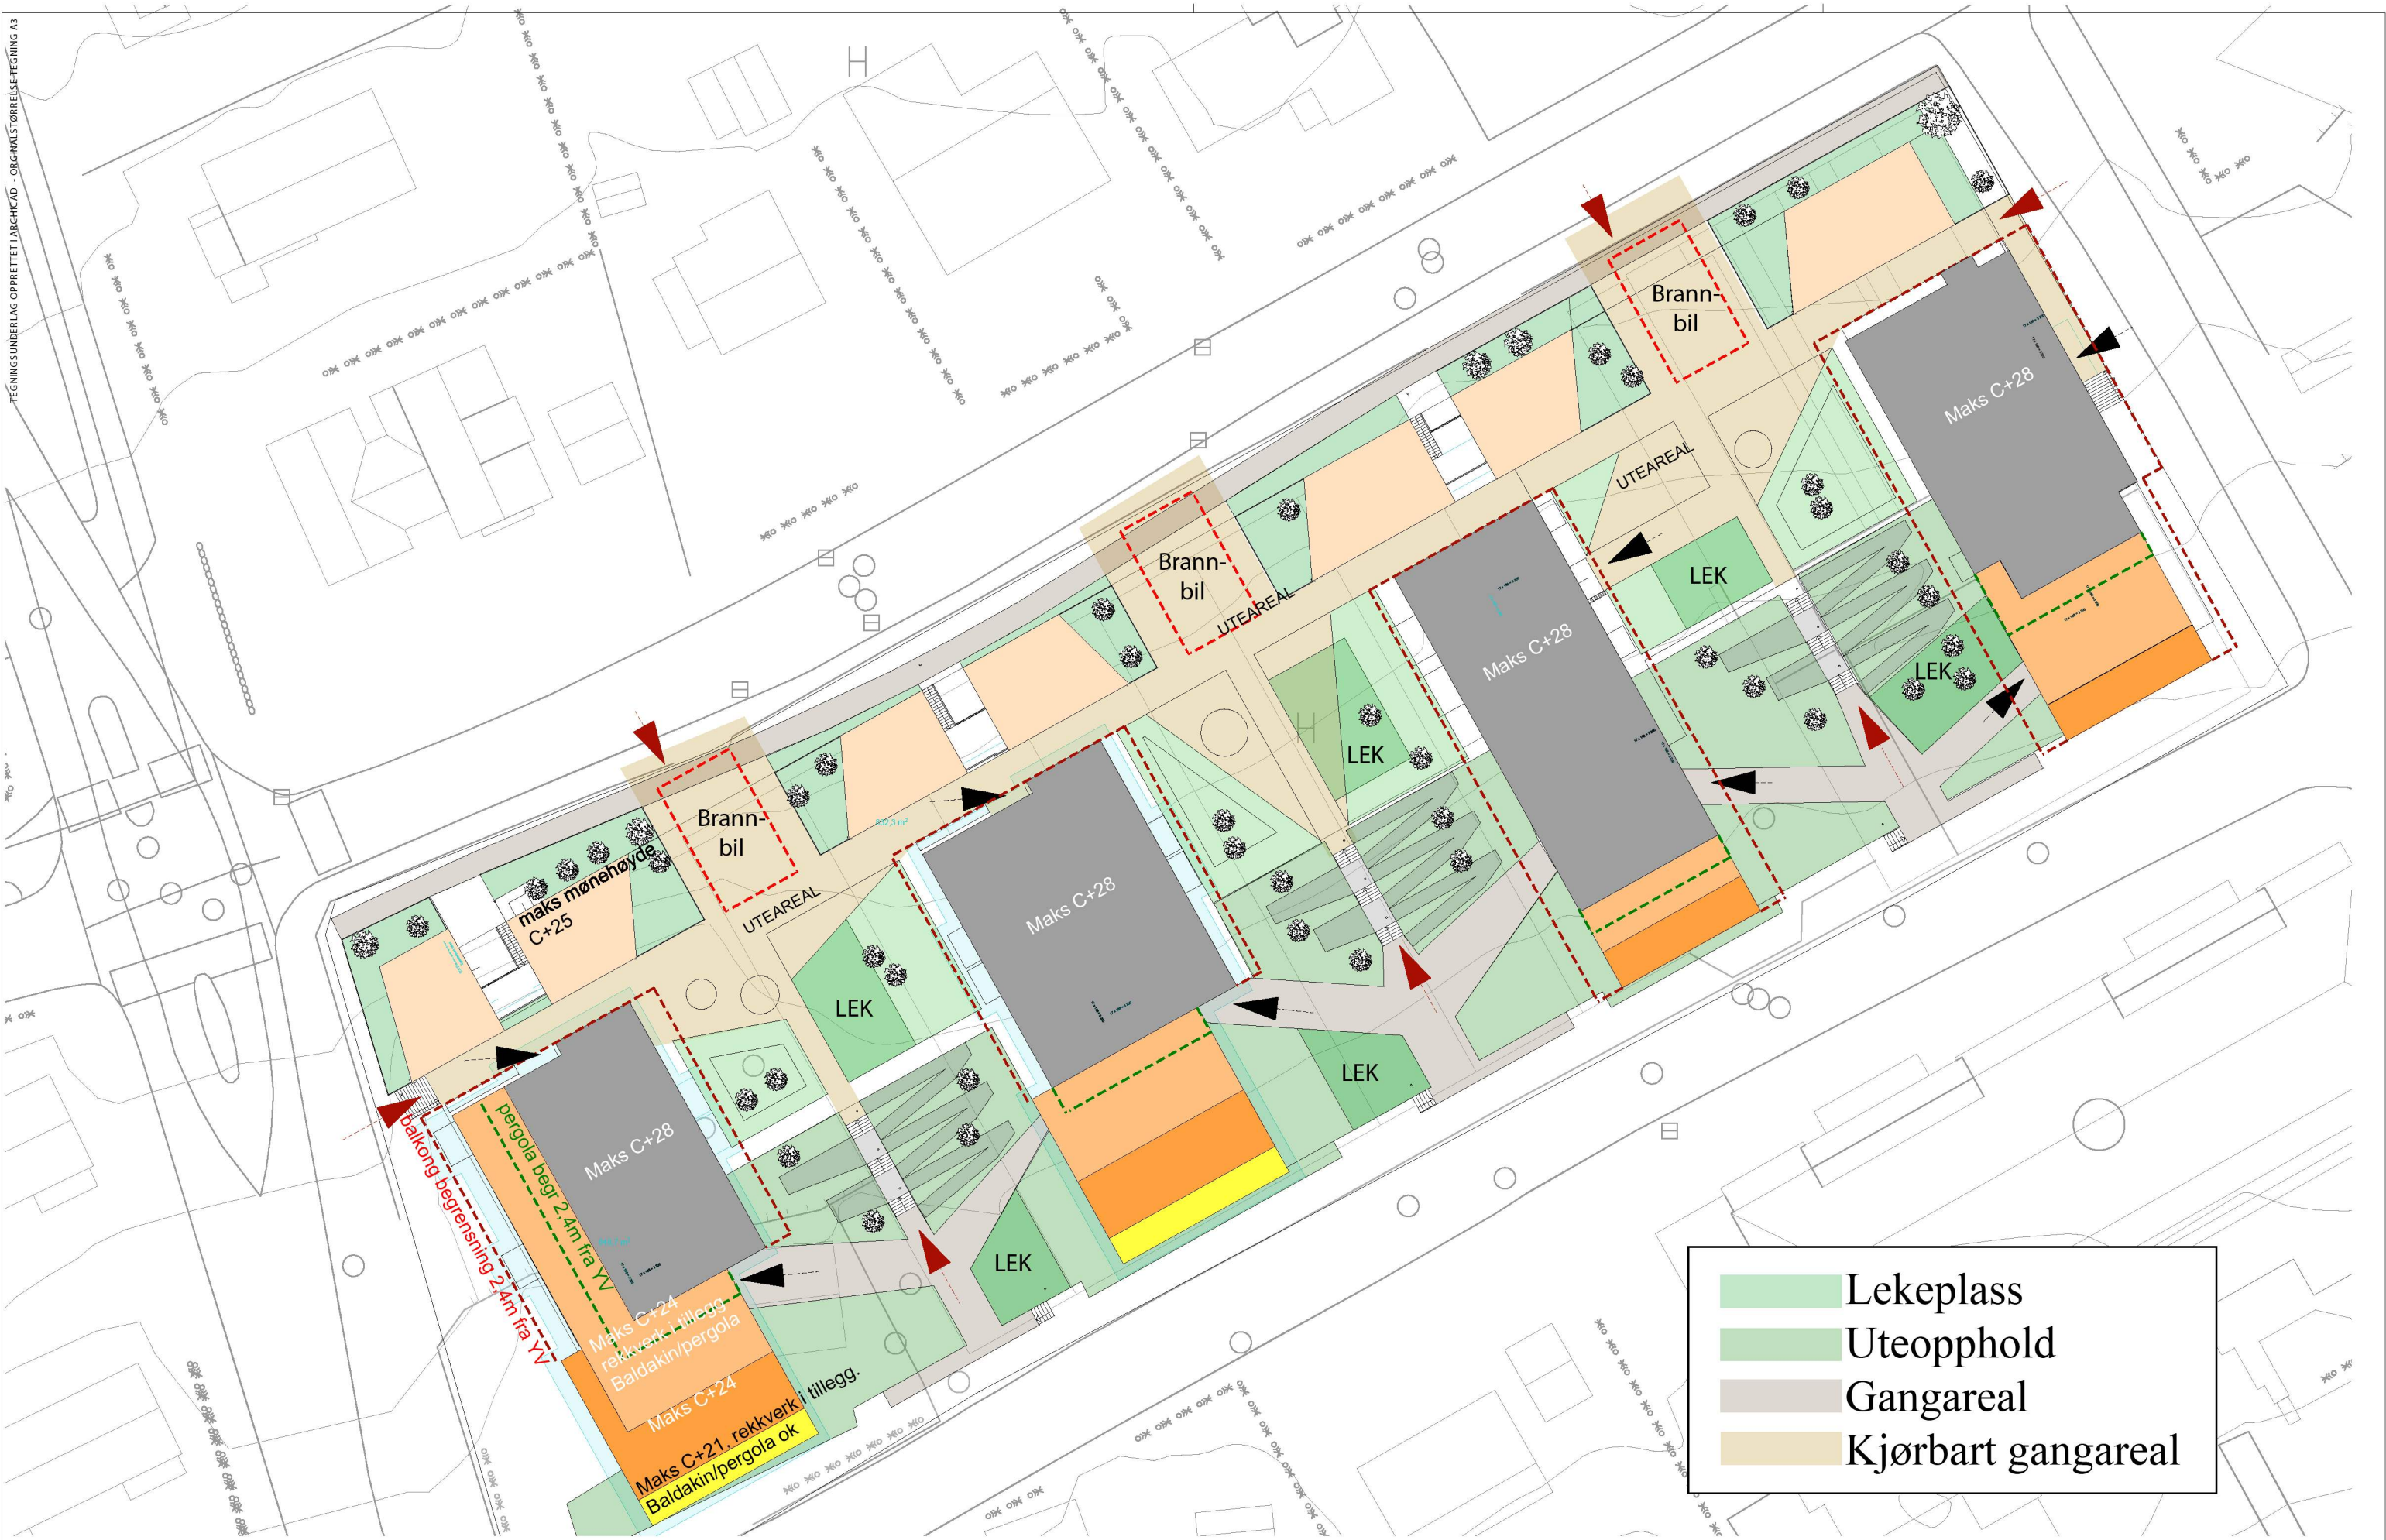 TEGNINGSUNDERLAG OPPRETTET I ARCHICAD - ORGINALSTØRRELSE TEGNING A3
Brann-
bil
Maks C+28
UTEAREAL
LEK
Brann-
bil
UTEAREAL
Maks C+28
LEK
LEK
Brann-
bil
832,3 m²
maks mønehøyde
C+25
UTEAREAL
Maks C+28
LEK
LEK
Maks C+28
pergola begr 2,4m fra YV
balkong begrensning 2,4m fra YV
LEK
Maks C+24
rekkverk i tillegg
Baldakin/pergola
Maks C+24
Maks C+21, rekkverk i tillegg.
Baldakin/pergola ok
Lekeplass
Uteopphold
Gangareal
Kjørbart gangareal